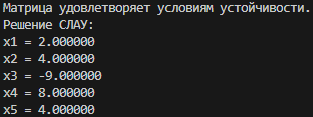 Матрица удовлетворяет условиям устойчивости.
Решение СЛАУ:
x1 = 2.000000
x2 = 4.000000
x3 = -9.000000
x4 = 8.000000
x5 = 4.000000